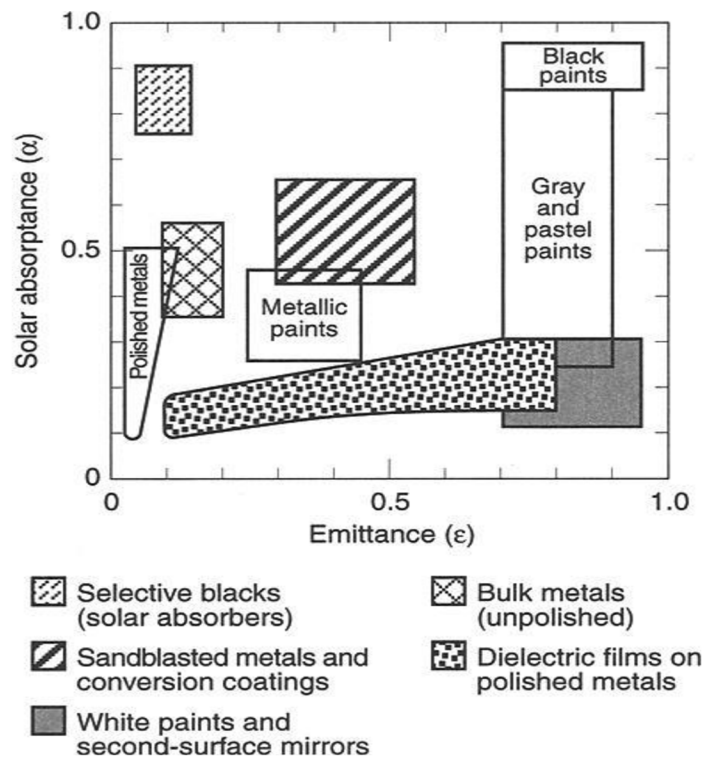 1.0
Black
paints
Solar absorptance (α)
Gray
and
pastel
paints
0.5
Polished metals
Metallic
paints
0
0
0.5
1.0
Emittance (ε)
Selective blacks
(solar absorbers)
Bulk metals
(unpolished)
Sandblasted metals and
conversion coatings
Dielectric films on
polished metals
White paints and
second-surface mirrors